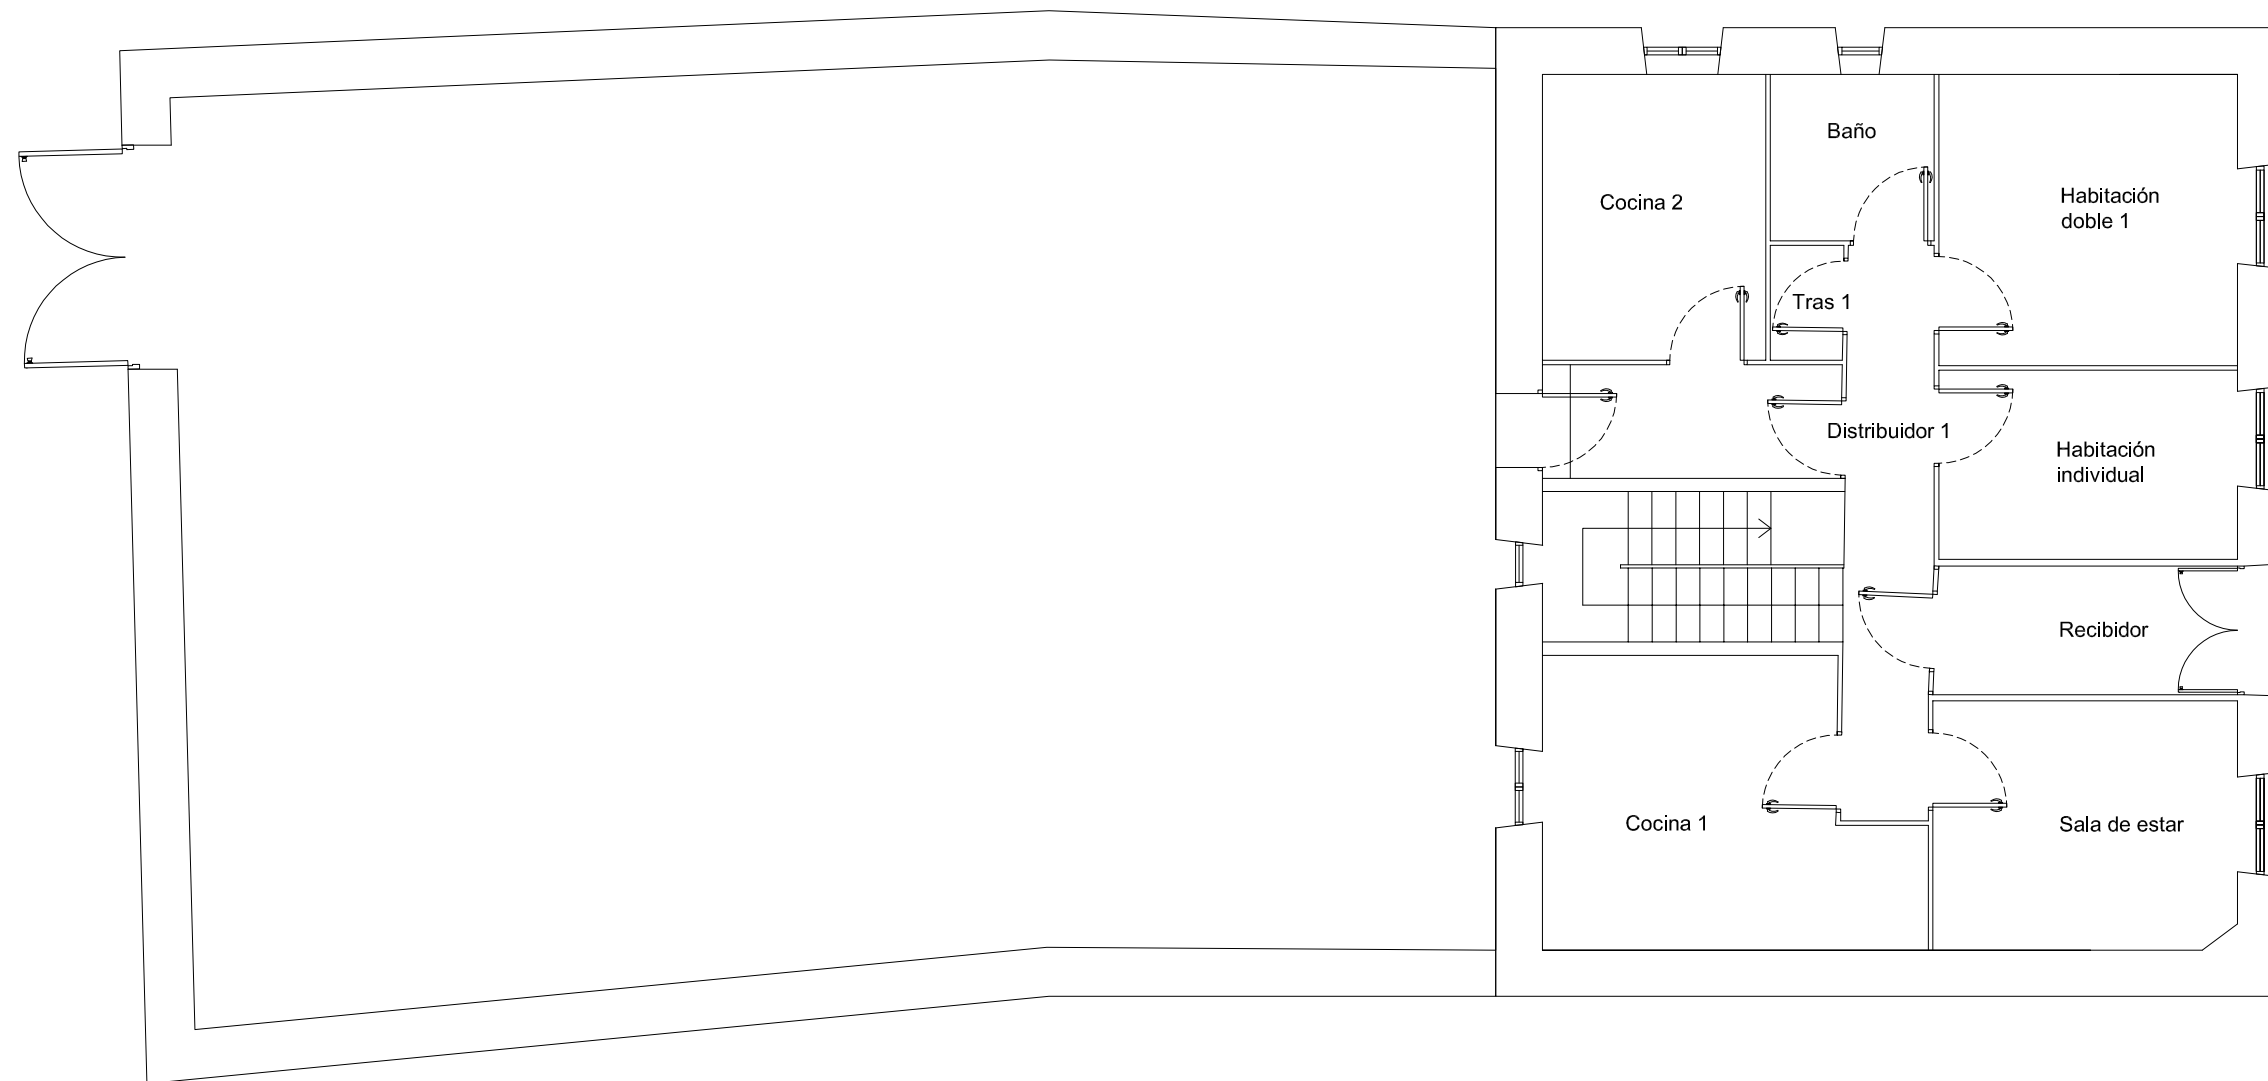 Baño
Cocina 2
Habitación
doble 1
Tras 1
Distribuidor 1
Habitación
individual
Recibidor
Cocina 1
Sala de estar